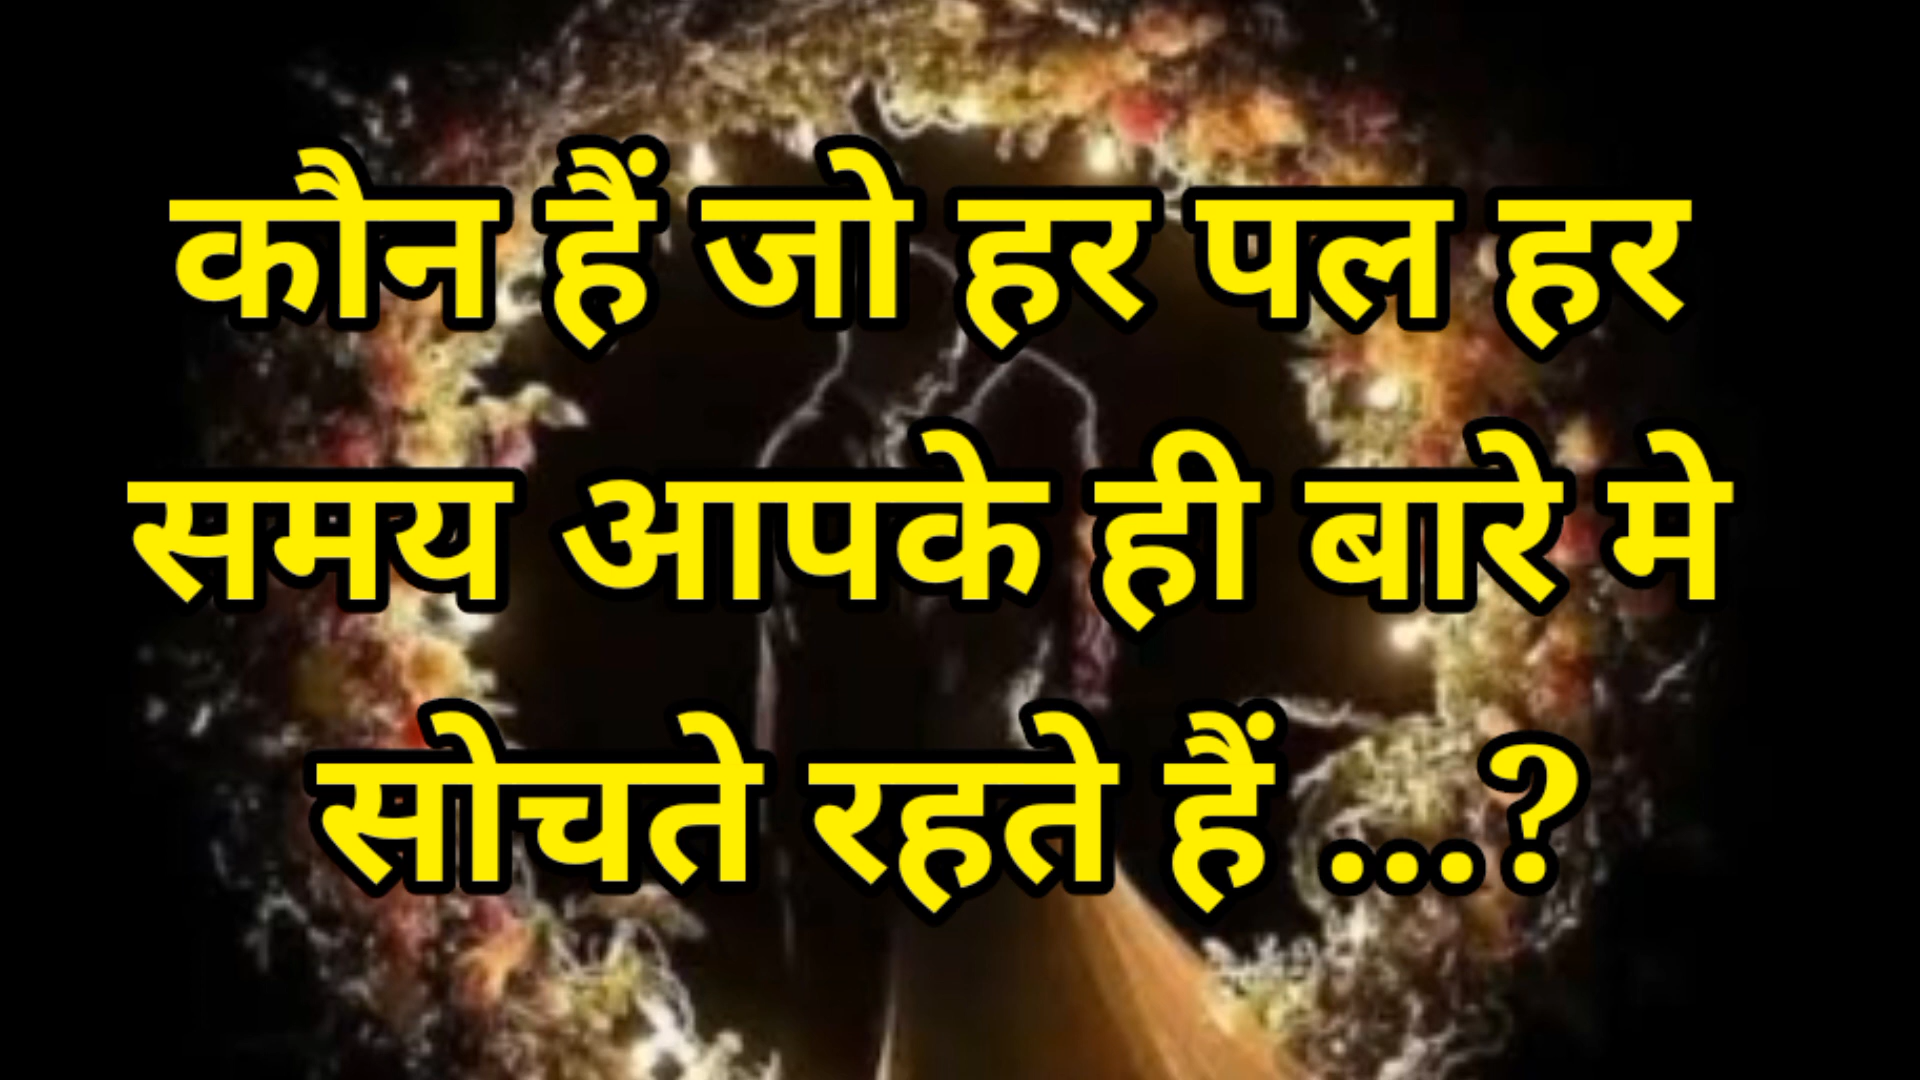 कौन हैं जो हर पल हर
समय आपके ही बारे मे
सोचते रहते हैं ...?